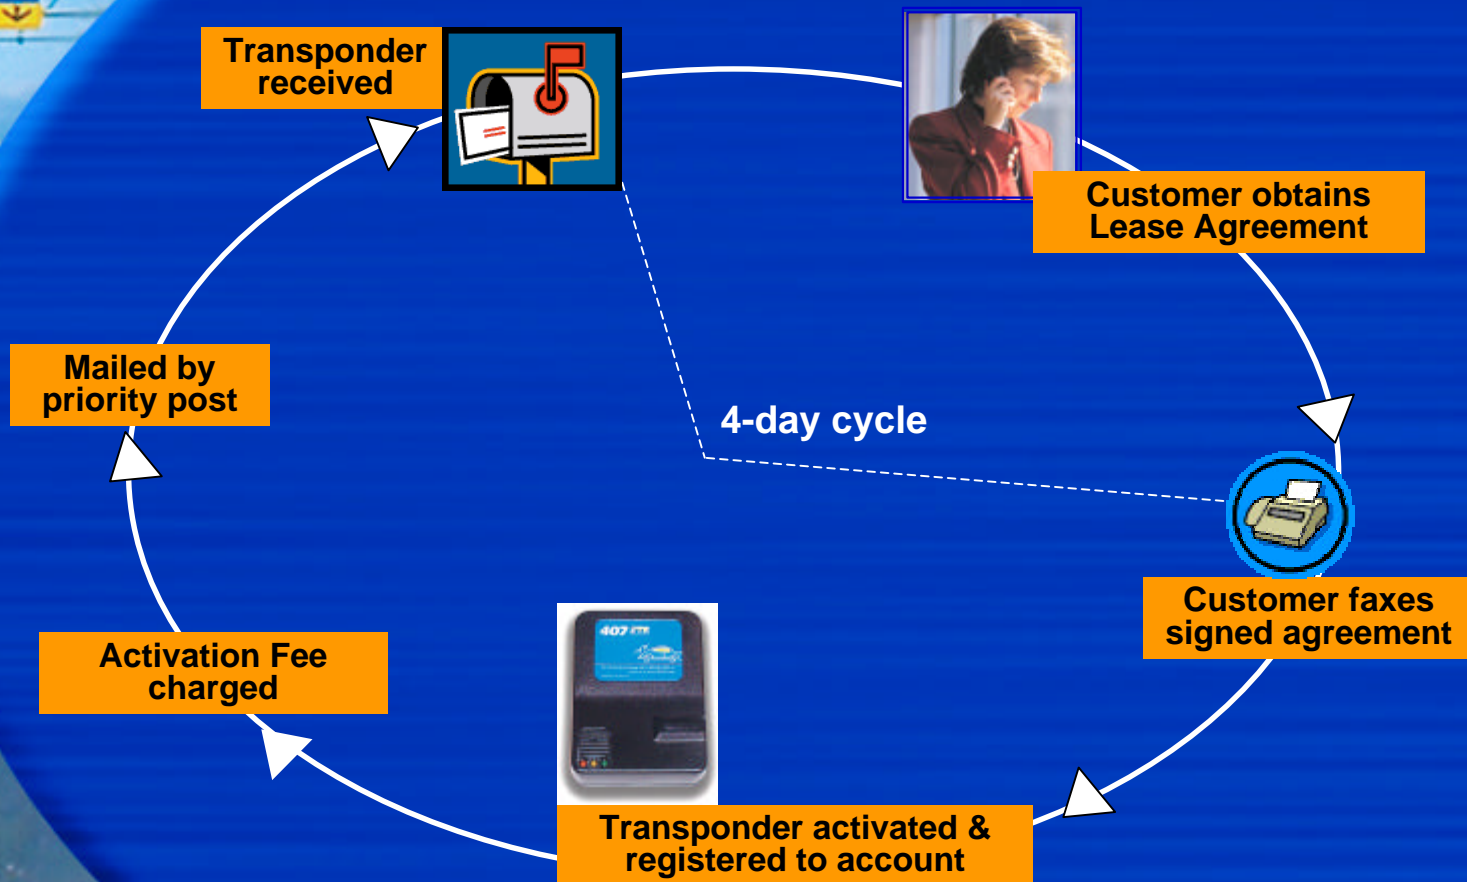 Transponder
received
Customer obtains
Lease Agreement
Mailed by
priority post
4-day cycle
Customer faxes
signed agreement
Activation Fee
charged
407 ETR
Transponder activated &
registered to account